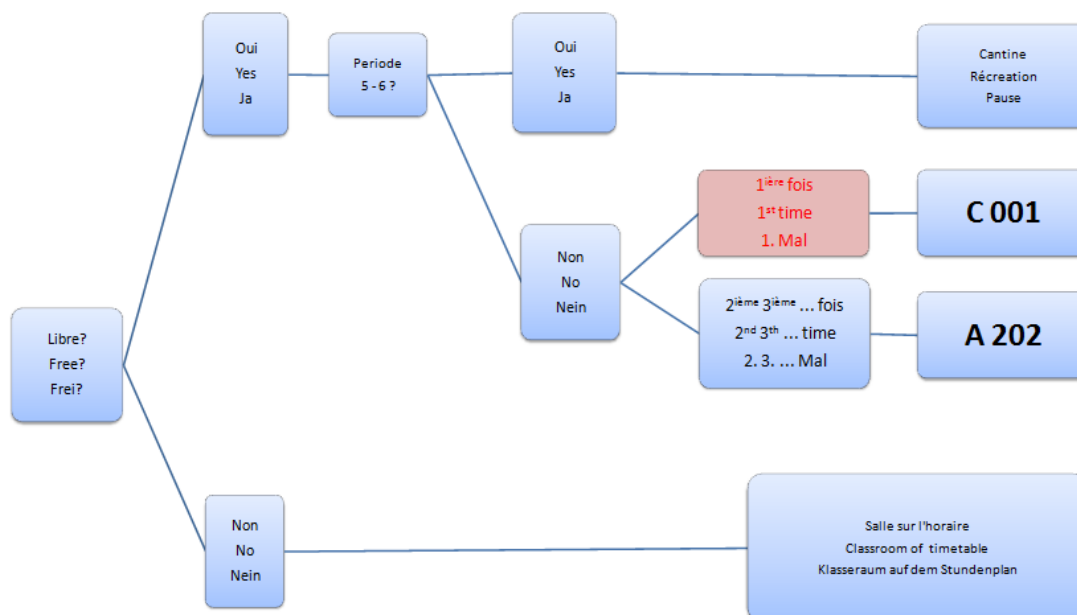 Oui
Yes
Ja
Periode
5 - 6 ?
Oui
Yes
Ja
Cantine
Récreation
Pause
1ière fois
1st time
1. Mal
C 001
Non
No
Nein
2ième 3ième ... fois
2nd 3th ... time
2. 3. ... Mal
A 202
Libre?
Free?
Frei?
Non
No
Nein
Salle sur l'horaire
Classroom of timetable
Klasseraum auf dem Stundenplan